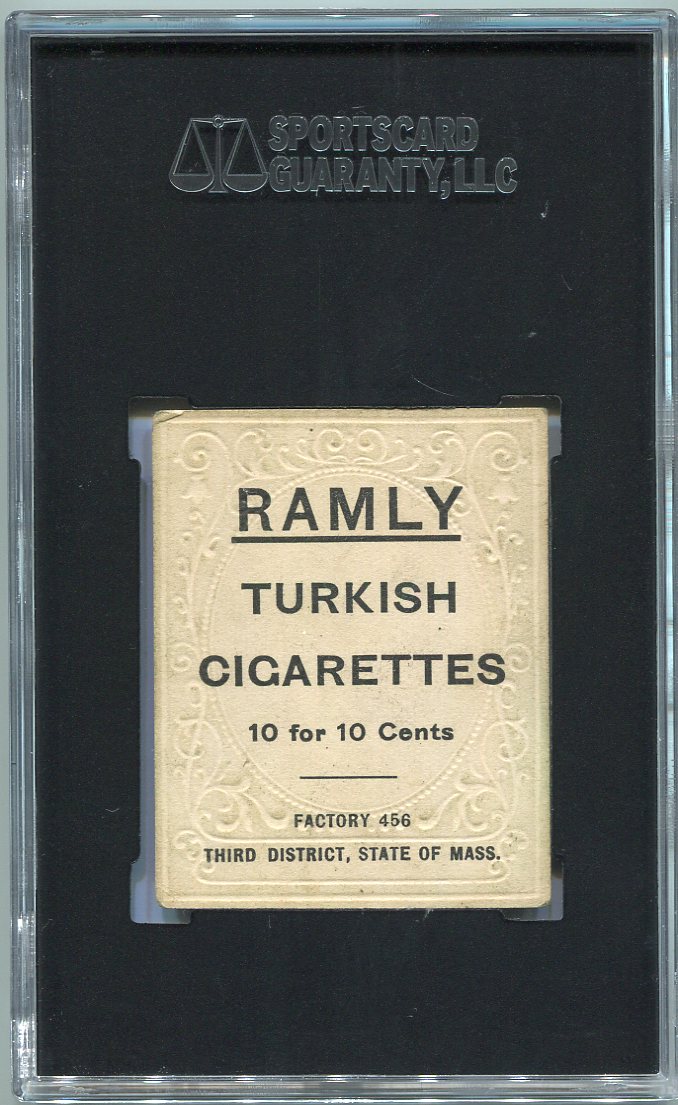 SPORTSCARD
GUARANTY, LLC
RAMLY
TURKISH
CIGARETTES
10 for 10 Cents
FACTORY 456
THIRD DISTRICT, STATE OF MASS.